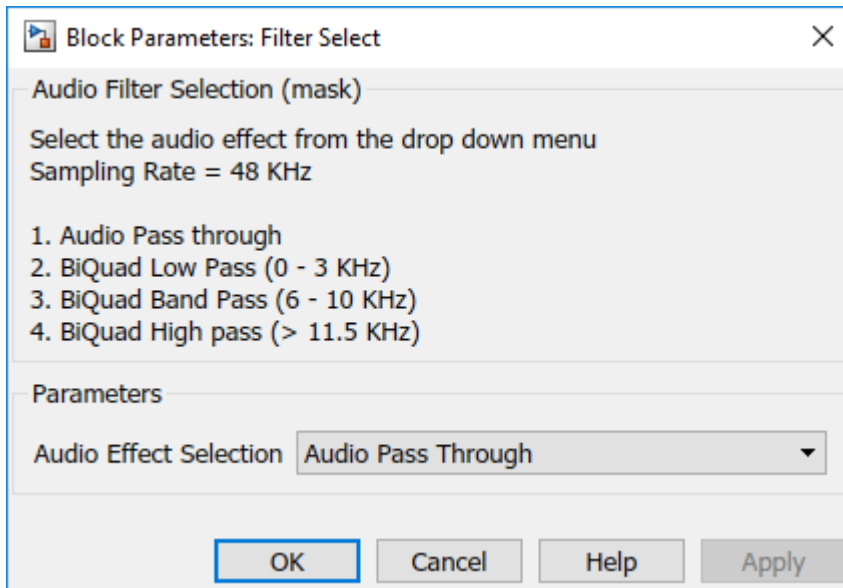 Block Parameters: Filter Select
Audio Filter Selection (mask)
Select the audio effect from the drop down menu
Sampling Rate = 48 KHz
1. Audio Pass through
2. BiQuad Low Pass (0 - 3 KHz)
3. BiQuad Band Pass (6 - 10 KHz)
4. BiQuad High pass (> 11.5 KHz)
Parameters
Audio Effect Selection Audio Pass Through
OK Cancel Help Apply